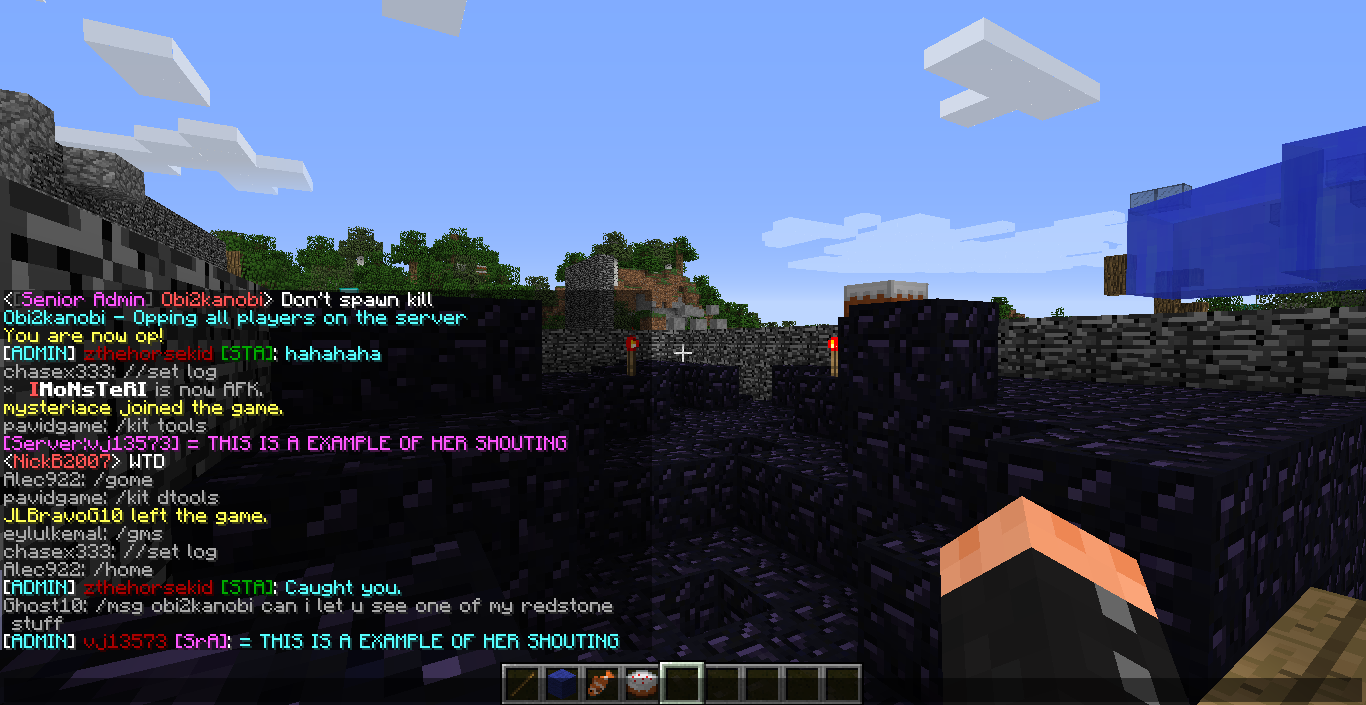 <[Senior Admin] Obi2kanobi> Don't spawn kill
Obi2kanobi - Opping all players on the server
You are now op!
[ADMIN] zthehorsekid [STA]: hahahaha
chasex333: //set log
* IMoNsTeRI is now AFK.
mysteriace joined the game.
pavidgame: /kit tools
[Server:vj13573] = THIS IS A EXAMPLE OF HER SHOUTING
<NickB2007> WTD
Alec922: /gome
pavidgame: /kit dtools
JLBravoG10 left the game.
eylulkemal: /gms
chasex333: //set log
Alec922: /home
[ADMIN] zthehorsekid [STA]: Caught you.
Ghost10: /msg obi2kanobi can i let u see one of my redstone
stuff
[ADMIN] vj13573 [SrA]: = THIS IS A EXAMPLE OF HER SHOUTING